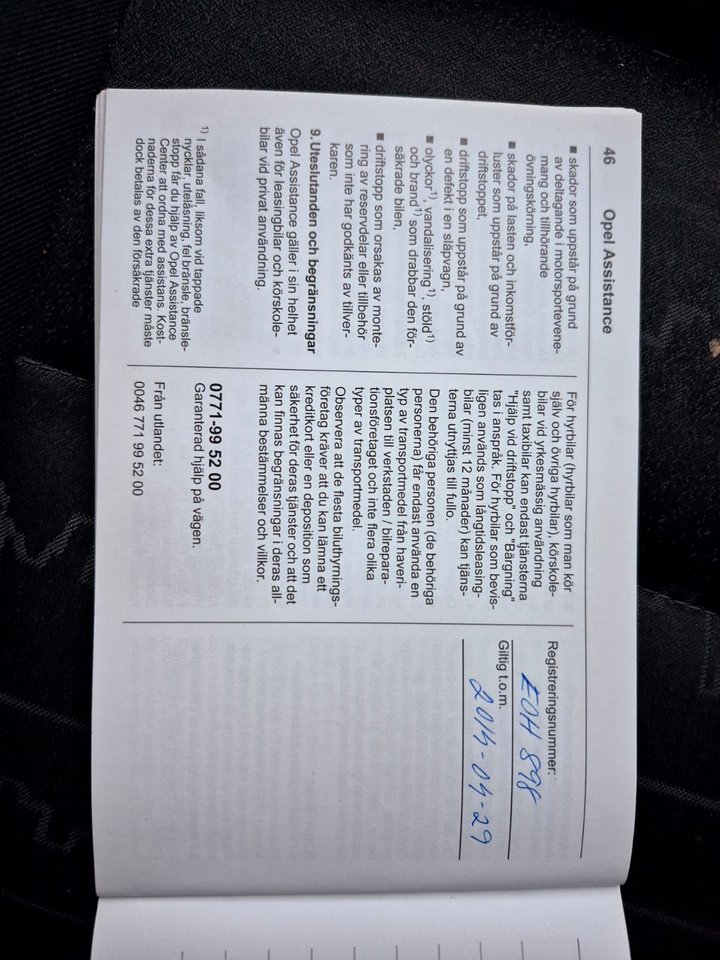 46 Opel Assistance
■ skador som uppstår på grund
av deltagande i motorsportevene-
mang och tillhörande
övningskörning,
■ skador på lasten och inkomstför-
luster som uppstår på grund av
driftstoppet,
■ driftstopp som uppstår på grund av
en defekt i en släpvagn,
■ olyckor¹⁾, vandalisering¹⁾, stöld¹⁾
och brand¹⁾ som drabbar den för-
säkrade bilen,
■ driftstopp som orsakas av monte-
ring av reservdelar eller tillbehör
som inte har godkänts av tillver-
karen.
9. Uteslutanden och begränsningar
Opel Assistance gäller i sin helhet
även för leasingbilar och körskole-
bilar vid privat användning.
¹⁾ I sådana fall, liksom vid tappade
nycklar, utelåsning, fel bränsle, bränsle-
stopp får du hjälp av Opel Assistance
Center att ordna med assistans. Kost-
naderna för dessa extra tjänster måste
dock betalas av den försäkrade
För hyrbilar (hyrbilar som man kör
själv och övriga hyrbilar), körskole-
bilar vid yrkesmässig användning
samt taxibilar kan endast tjänsterna
"Hjälp vid driftstopp" och "Bärgning"
tas i anspråk. För hyrbilar som bevis-
ligen används som långtidsleasing-
bilar (minst 12 månader) kan tjäns-
terna utnyttjas till fullo.
Den behöriga personen (de behöriga
personerna) får endast använda en
typ av transportmedel från haveri-
platsen till verkstaden / bilrepara-
tionsföretaget och inte flera olika
typer av transportmedel.
Observera att de flesta biluthyrnings-
företag kräver att du kan lämna ett
kreditkort eller en deposition som
säkerhet för deras tjänster och att det
kan finnas begränsningar i deras all-
männa bestämmelser och villkor.
0771-99 52 00
Garanterad hjälp på vägen.
Från utlandet:
0046 771 99 52 00
Registreringsnummer:
EOH 898
Giltig t.o.m.
2014-04-29